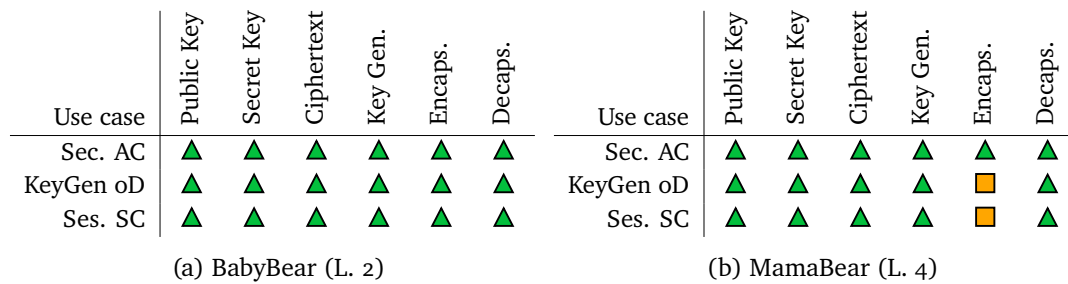 Use case Public Key Secret Key Ciphertext Key Gen. Encaps. Decaps.
Sec. AC
KeyGen oD
Ses. SC
(a) BabyBear (L. 2)
Use case Public Key Secret Key Ciphertext Key Gen. Encaps. Decaps.
Sec. AC
KeyGen oD
Ses. SC
(b) MamaBear (L. 4)